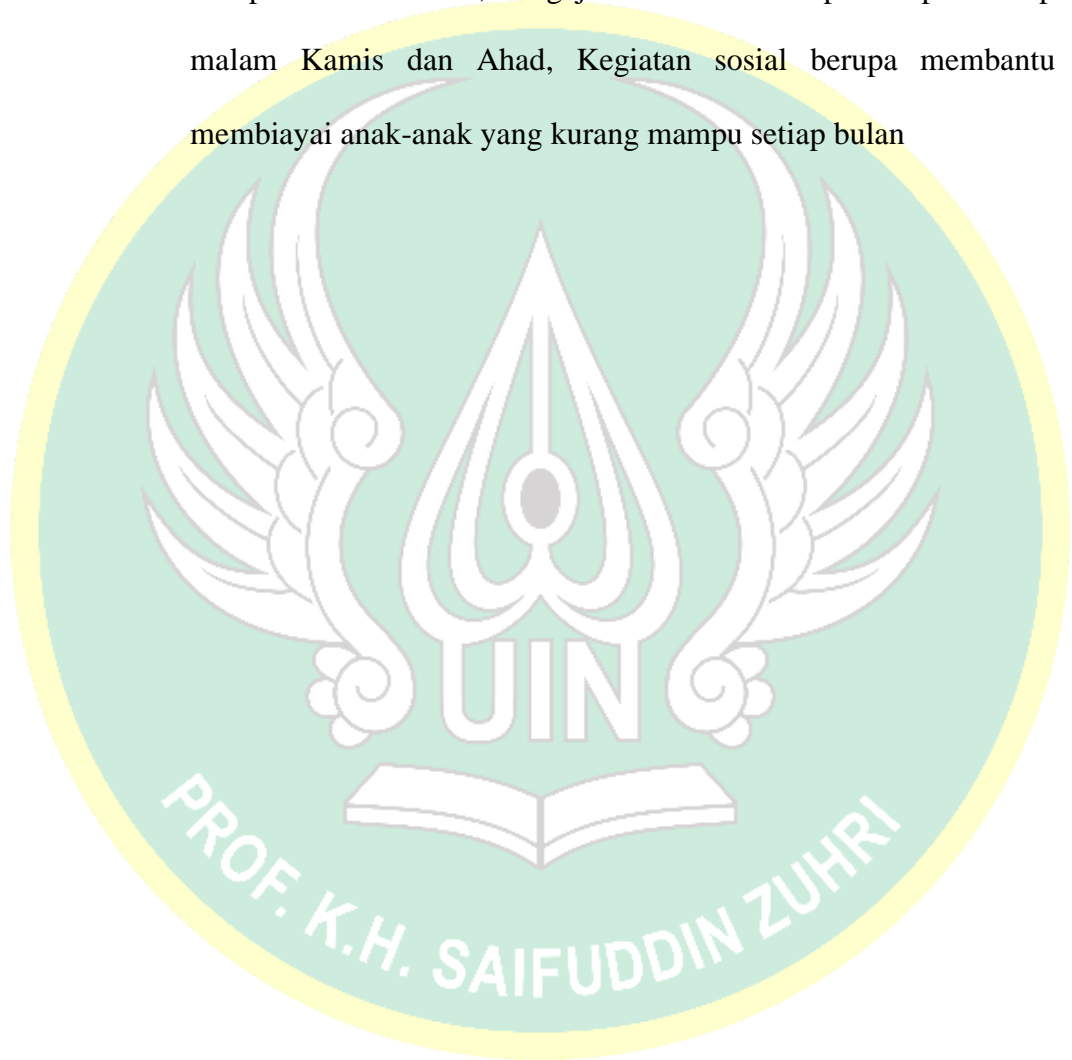 malam Kamis dan Ahad, Kegiatan sosial berupa membantu
membiayai anak-anak yang kurang mampu setiap bulan
UIN
PROF. K.H. SAIFUDDIN ZUHRI